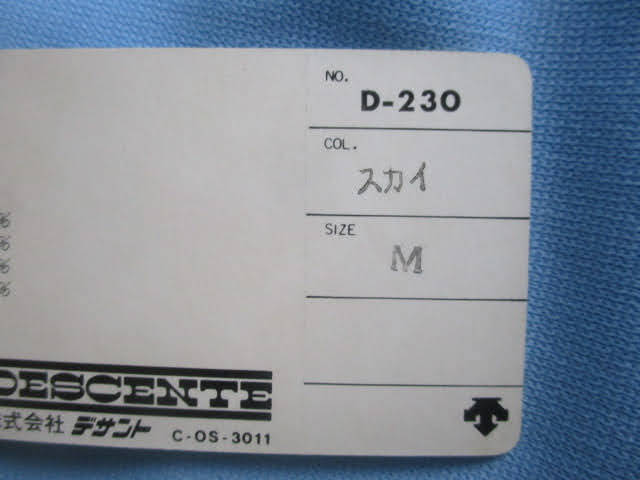 NO.
D-230
COL.
スカイ
SIZE
M
%
%
%
%
DESCENTE
式会社 デサント C-OS-3011